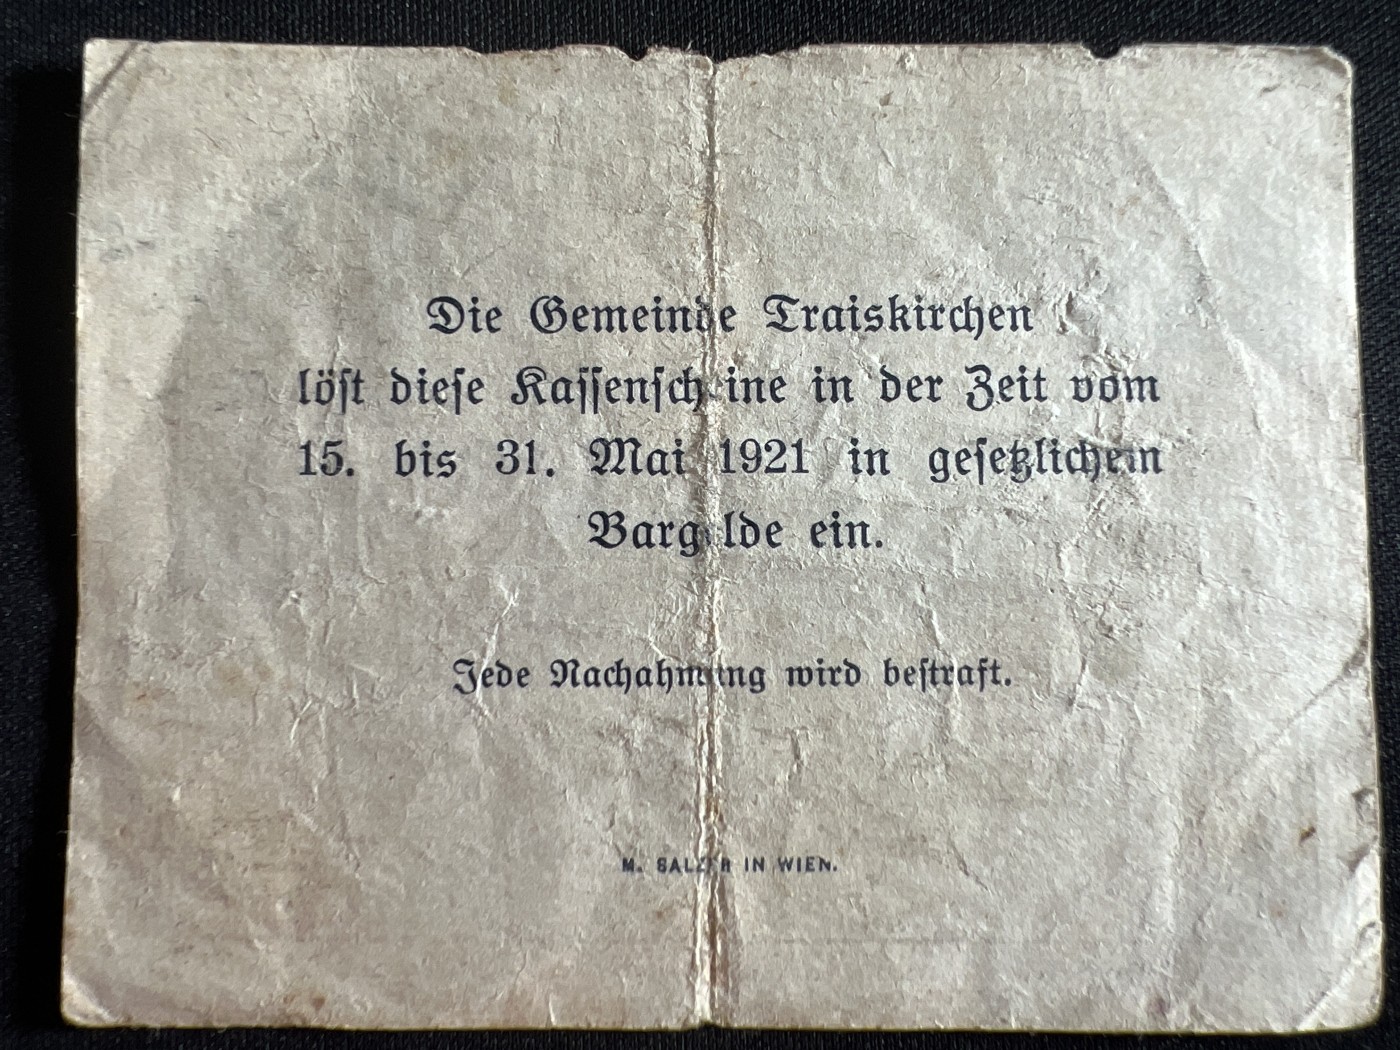 Die Gemeinde Traiskirchen
löst diese Kassenscheine in der Zeit vom
15. bis 31. Mai 1921 in gesetzlichem
Bargelde ein.
Jede Nachahmung wird bestraft.
M. SALZER IN WIEN.